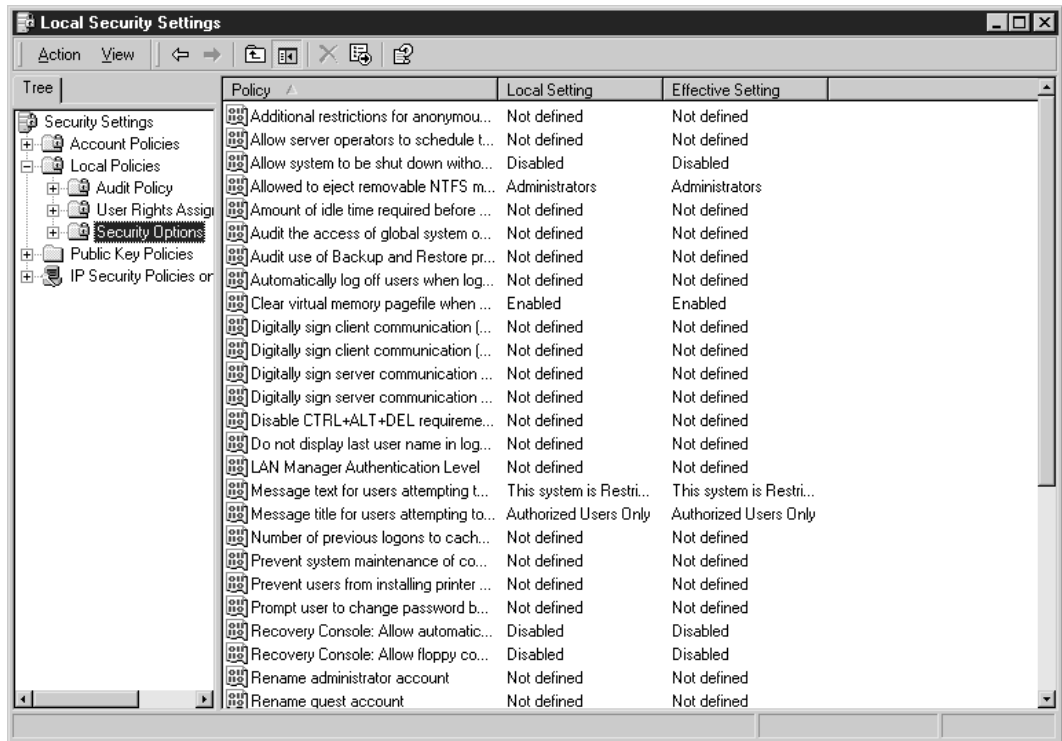 Local Security Settings
Action View
Tree
Policy Local Setting Effective Setting
Security Settings
Account Policies
Local Policies
Audit Policy
User Rights Assig
Security Options
Public Key Policies
IP Security Policies or
Additional restrictions for anonymou... Not defined Not defined
Allow server operators to schedule t... Not defined Not defined
Allow system to be shut down witho... Disabled Disabled
Allowed to eject removable NTFS m... Administrators Administrators
Amount of idle time required before ... Not defined Not defined
Audit the access of global system o... Not defined Not defined
Audit use of Backup and Restore pr... Not defined Not defined
Automatically log off users when log... Not defined Not defined
Clear virtual memory pagefile when ... Enabled Enabled
Digitally sign client communication (... Not defined Not defined
Digitally sign client communication (... Not defined Not defined
Digitally sign server communication ... Not defined Not defined
Digitally sign server communication ... Not defined Not defined
Disable CTRL+ALT+DEL requireme... Not defined Not defined
Do not display last user name in log... Not defined Not defined
LAN Manager Authentication Level Not defined Not defined
Message text for users attempting t... This system is Restri... This system is Restri...
Message title for users attempting to... Authorized Users Only Authorized Users Only
Number of previous logons to cach... Not defined Not defined
Prevent system maintenance of co... Not defined Not defined
Prevent users from installing printer ... Not defined Not defined
Prompt user to change password b... Not defined Not defined
Recovery Console: Allow automatic... Disabled Disabled
Recovery Console: Allow floppy co... Disabled Disabled
Rename administrator account Not defined Not defined
Rename guest account Not defined Not defined